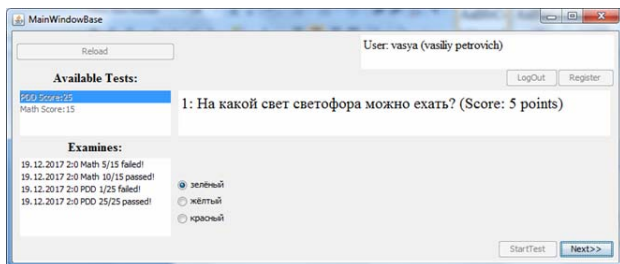 MainWindowBase
Reload
User: vasya (vasiliy petrovich)
LogOut
Register
Available Tests:
PDD Score:25
Math Score:15
1: На какой свет светофора можно ехать? (Score: 5 points)
Examines:
19.12.2017 2:0 Math 5/15 failed!
19.12.2017 2:0 Math 10/15 passed!
19.12.2017 2:0 PDD 1/25 failed!
19.12.2017 2:0 PDD 25/25 passed!
зелёный
жёлтый
красный
StartTest
Next>>